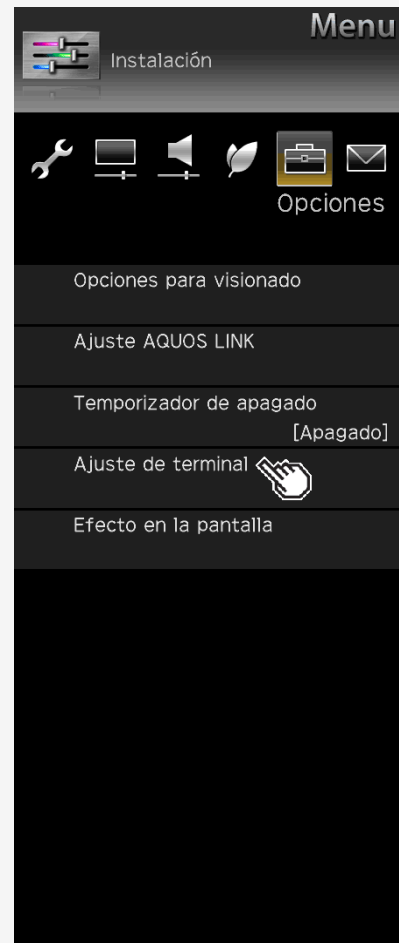 Menu
Instalación
Opciones
Opciones para visionado
Ajuste AQUOS LINK
Temporizador de apagado
[Apagado]
Ajuste de terminal
Efecto en la pantalla